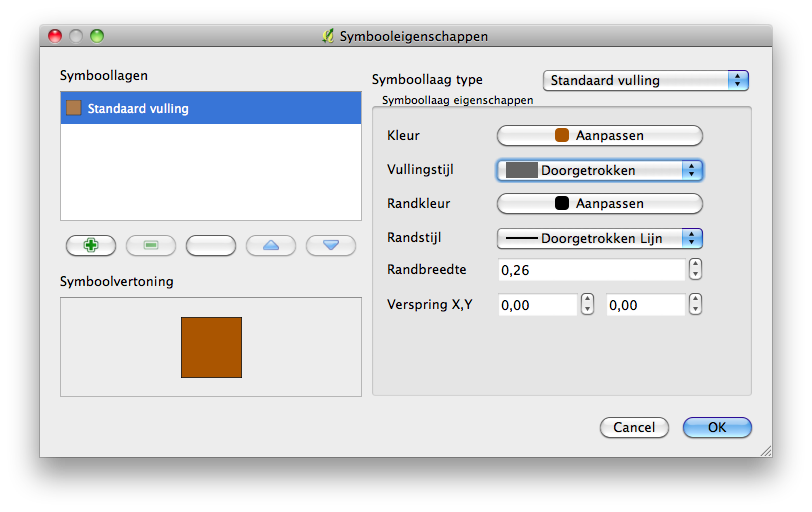 Symbooleigenschappen
Symboollagen
Standaard vulling
Symboolvertoning
Symboollaag type
Standaard vulling
Symboollaag eigenschappen
Kleur
Aanpassen
Vullingstijl
Doorgetrokken
Randkleur
Aanpassen
Randstijl
Doorgetrokken Lijn
Randbreedte
0,26
Verspring X,Y
0,00
0,00
Cancel
OK